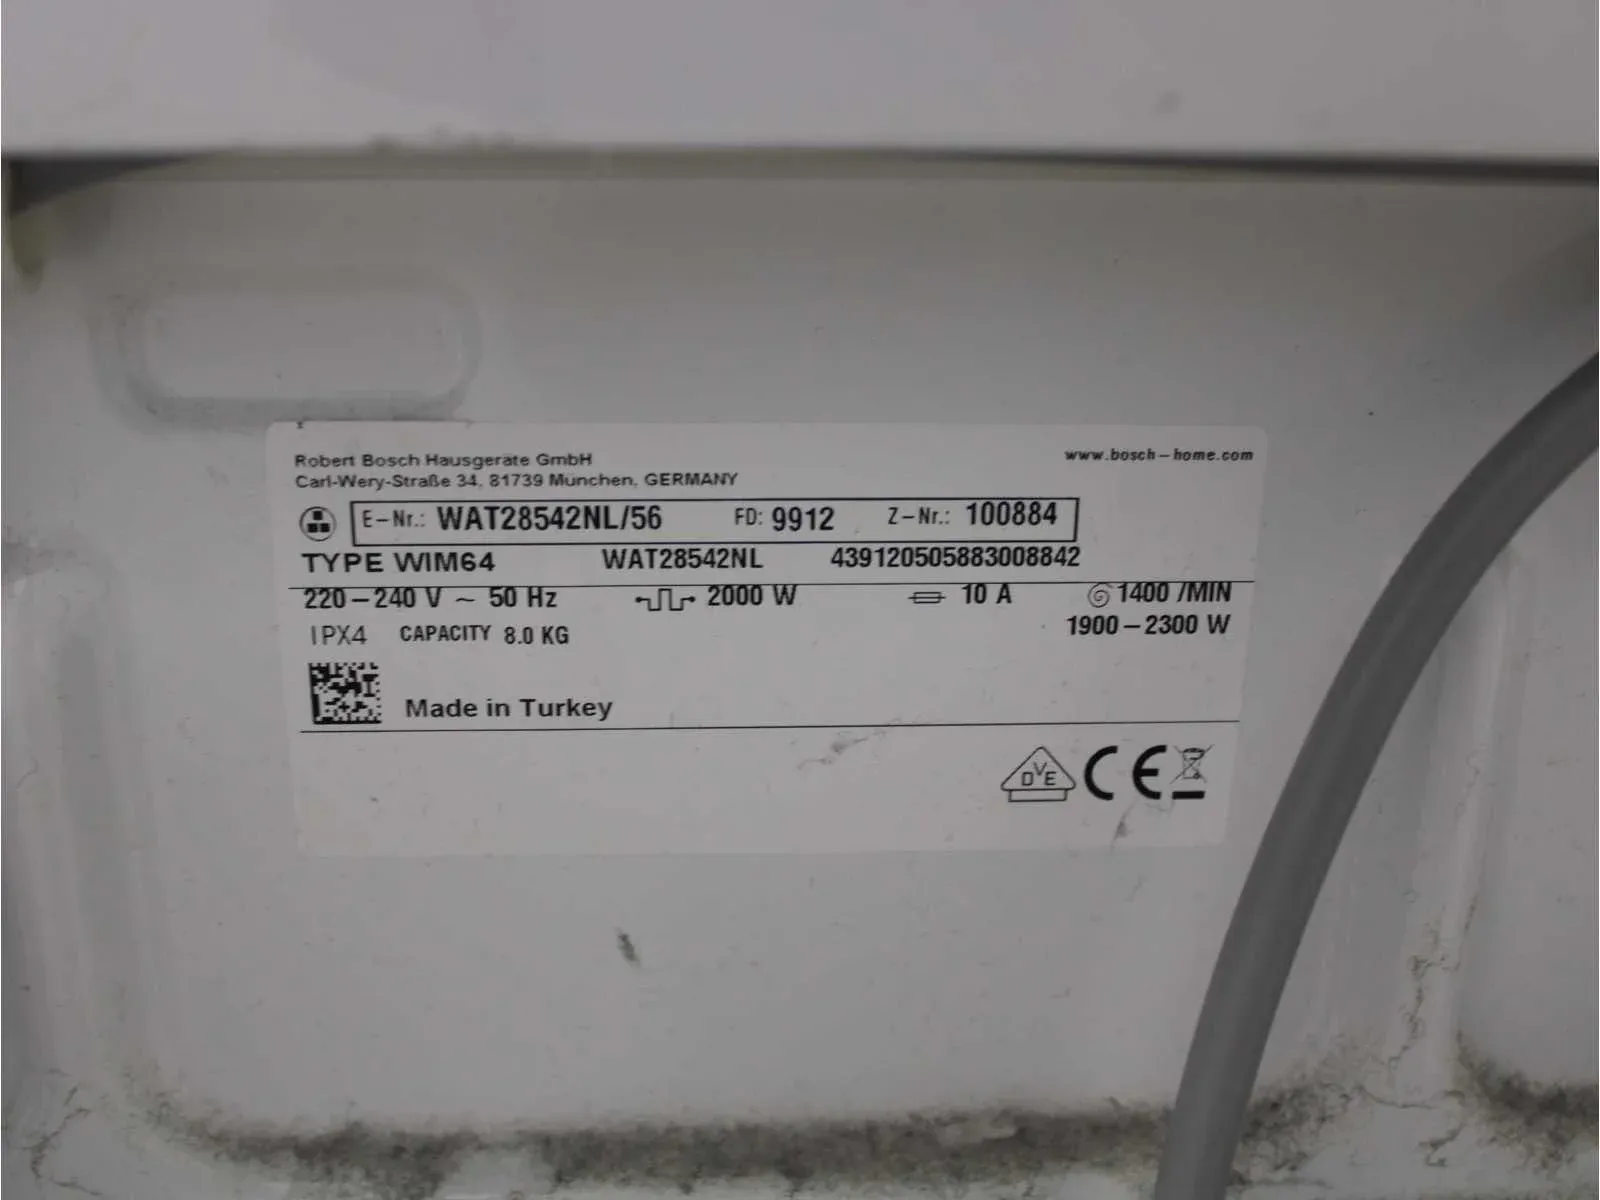 Robert Bosch Hausgeräte GmbH
www.bosch-home.com
Carl-Wery-Straße 34, 81739 München, GERMANY
E-Nr.: WAT28542NL/56 FD: 9912 Z-Nr.: 100884
TYPE WIM64 WAT28542NL 439120505883008842
220-240 V ~ 50 Hz 2000 W 10 A 1400 /MIN
IPX4 CAPACITY 8.0 KG 1900-2300 W
Made in Turkey
DVE CE